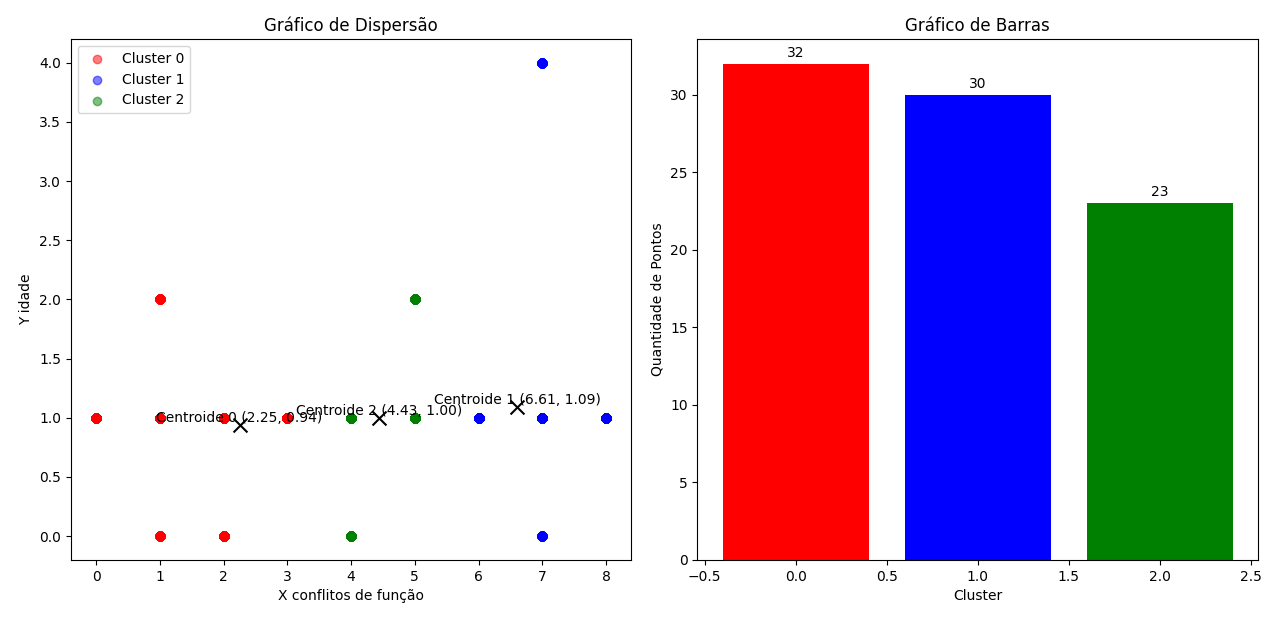 Gráfico de Dispersão
Cluster 0
Cluster 1
Cluster 2
4.0
3.5
3.0
2.5
2.0
1.5
1.0
0.5
0.0
Y idade
Centroide 1 (6.61, 1.09)
Centroide 2 (4.43, 1.00)
Centroide 0 (2.25, 0.94)
0 1 2 3 4 5 6 7 8
X conflitos de função
Gráfico de Barras
32
30
23
30
25
20
15
10
5
0
Quantidade de Pontos
−0.5 0.0 0.5 1.0 1.5 2.0 2.5
Cluster